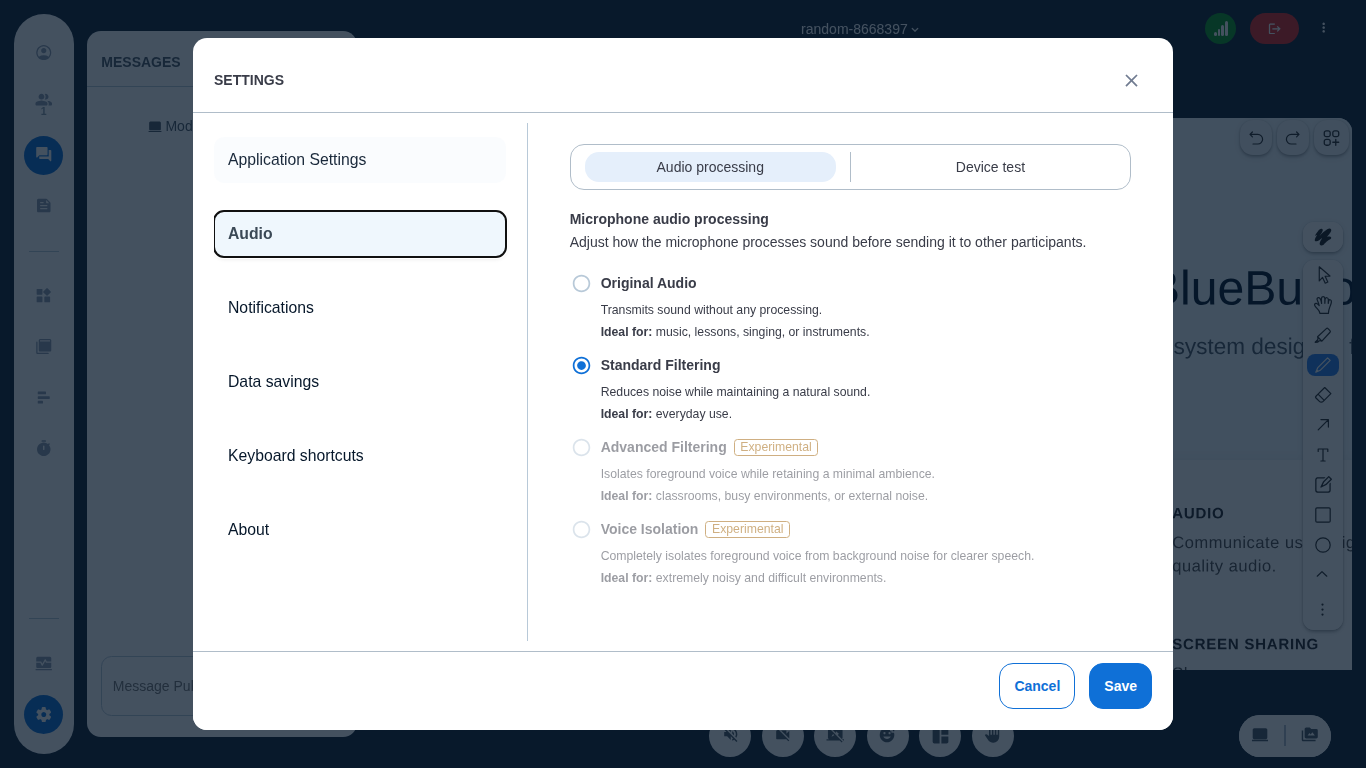 random-8668397
MESSAGES
1
SETTINGS
Application Settings
Audio
Notifications
Data savings
Keyboard shortcuts
About
Audio processing
Device test
Microphone audio processing
Adjust how the microphone processes sound before sending it to other participants.
Original Audio
Transmits sound without any processing.
Ideal for: music, lessons, singing, or instruments.
Standard Filtering
Reduces noise while maintaining a natural sound.
Ideal for: everyday use.
Advanced Filtering Experimental
Isolates foreground voice while retaining a minimal ambience.
Ideal for: classrooms, busy environments, or external noise.
Voice Isolation Experimental
Completely isolates foreground voice from background noise for clearer speech.
Ideal for: extremely noisy and difficult environments.
Cancel
Save
Message
system
AUDIO
Communicate
quality audio.
SCREEN SHARING